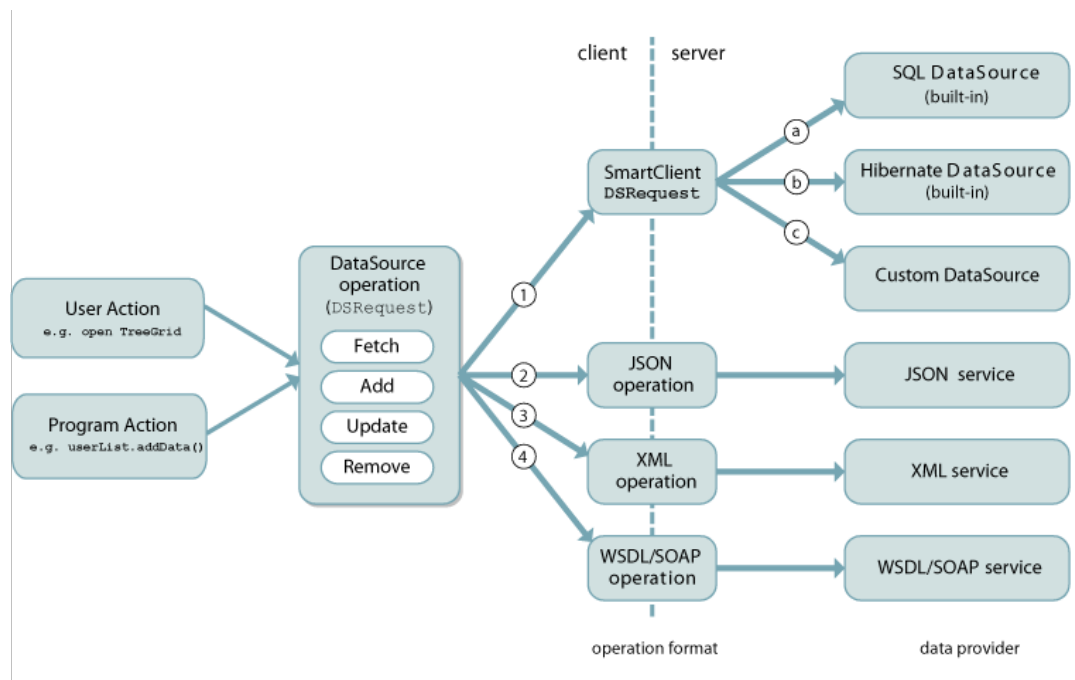 client
server
SQL DataSource
(built-in)
a
SmartClient
DSRequest
b
Hibernate DataSource
(built-in)
c
Custom DataSource
DataSource
operation
(DSRequest)
Fetch
Add
Update
Remove
User Action
e.g. open TreeGrid
Program Action
e.g. userList.addData()
1
2
3
4
JSON
operation
JSON service
XML
operation
XML service
WSDL/SOAP
operation
WSDL/SOAP service
operation format
data provider